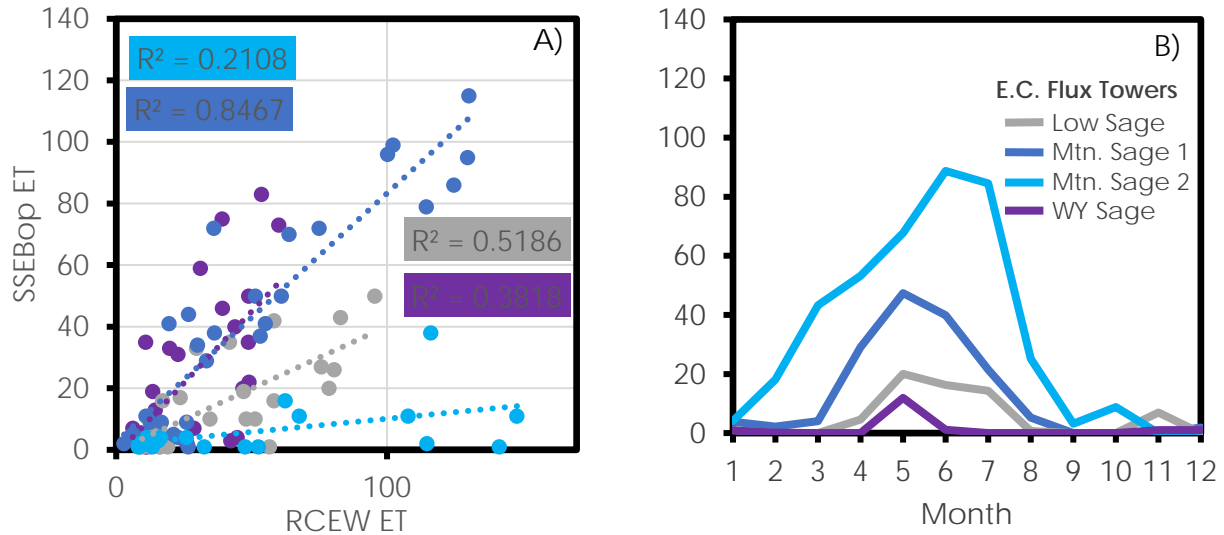 A)
140
120
100
80
60
40
20
0
SSEBop ET
R² = 0.2108
R² = 0.8467
R² = 0.5186
R² = 0.3818
0
100
RCEW ET
B)
140
120
100
80
60
40
20
0
E.C. Flux Towers
Low Sage
Mtn. Sage 1
Mtn. Sage 2
WY Sage
1 2 3 4 5 6 7 8 9 10 11 12
Month